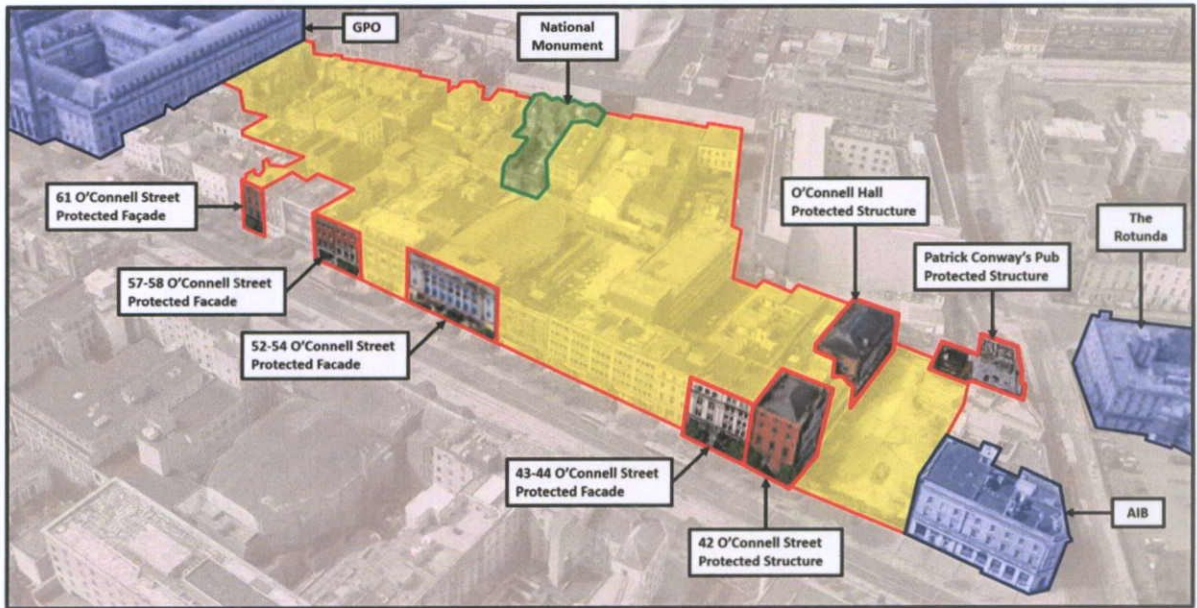 GPO
National
Monument
61 O'Connell Street
Protected Façade
O'Connell Hall
Protected Structure
The
Rotunda
Patrick Conway's Pub
Protected Structure
57-58 O'Connell Street
Protected Facade
52-54 O'Connell Street
Protected Facade
43-44 O'Connell Street
Protected Facade
AIB
42 O'Connell Street
Protected Structure